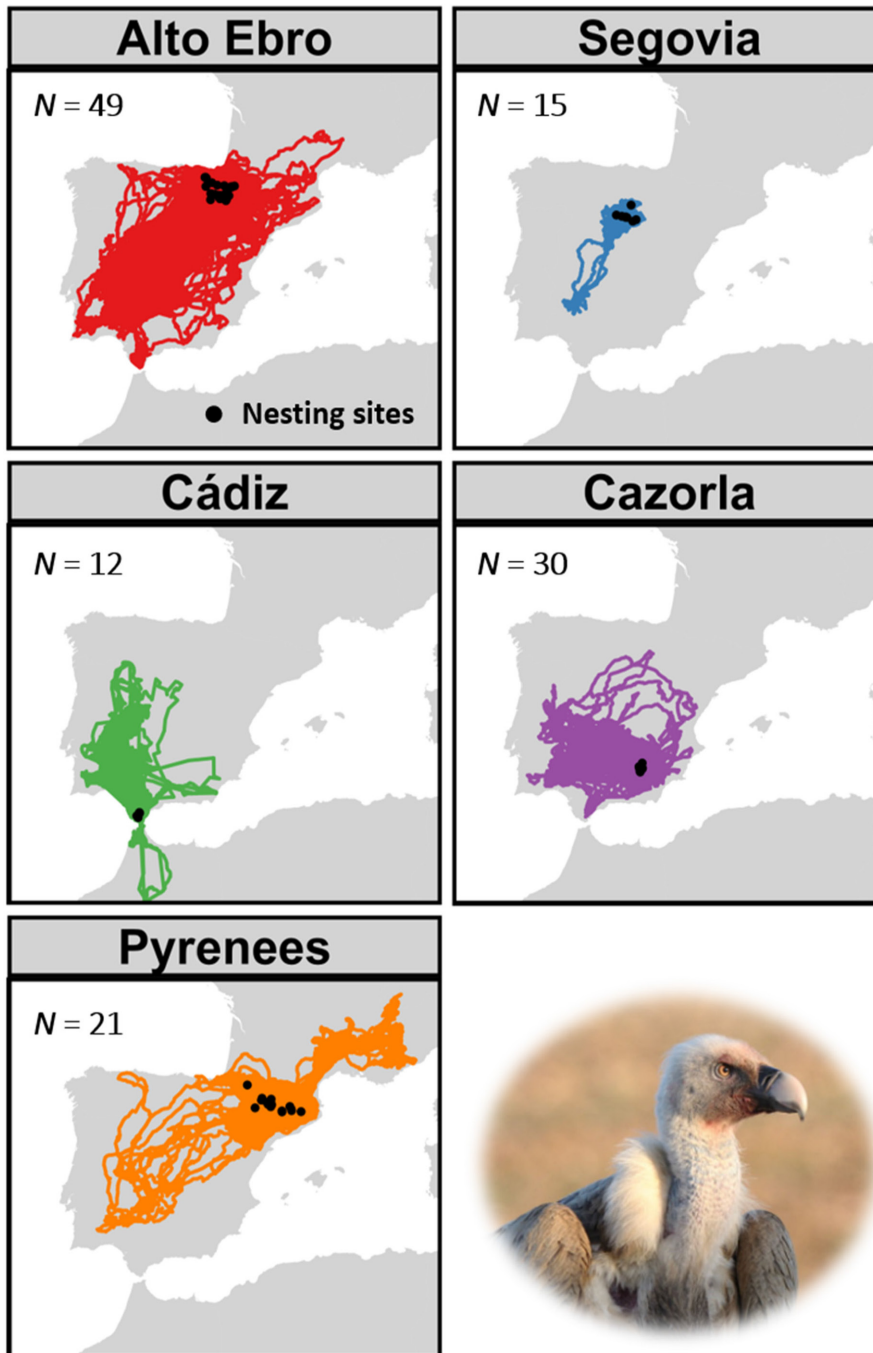 Alto Ebro
Segovia
N = 49
N = 15
● Nesting sites
Cádiz
Cazorla
N = 12
N = 30
Pyrenees
N = 21